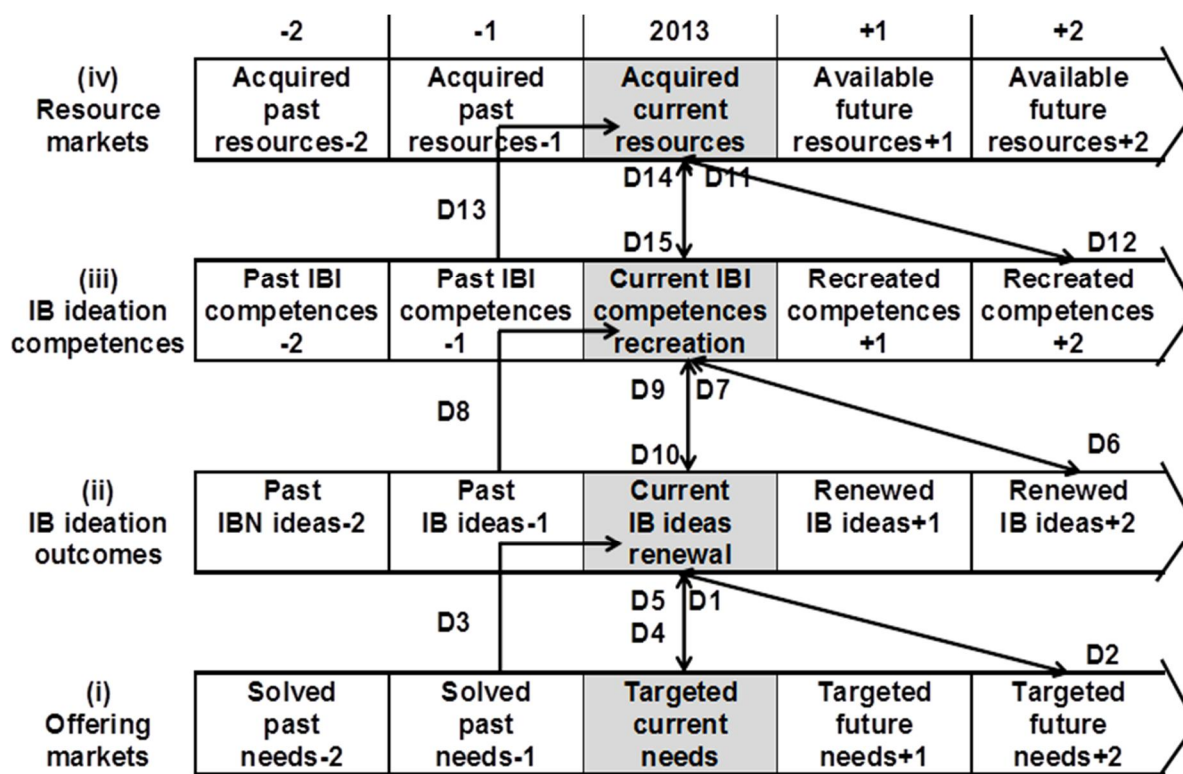 -2 -1 2013 +1 +2
(iv)
Resource
markets
Acquired
past
resources-2
Acquired
past
resources-1
Acquired
current
resources
Available
future
resources+1
Available
future
resources+2
D14 D11
D13
D15
D12
(iii)
IB ideation
competences
Past IBI
competences
-2
Past IBI
competences
-1
Current IBI
competences
recreation
Recreated
competences
+1
Recreated
competences
+2
D9 D7
D8
D10
D6
(ii)
IB ideation
outcomes
Past
IBN ideas-2
Past
IB ideas-1
Current
IB ideas
renewal
Renewed
IB ideas+1
Renewed
IB ideas+2
D5 D1
D3
D4
D2
(i)
Offering
markets
Solved
past
needs-2
Solved
past
needs-1
Targeted
current
needs
Targeted
future
needs+1
Targeted
future
needs+2